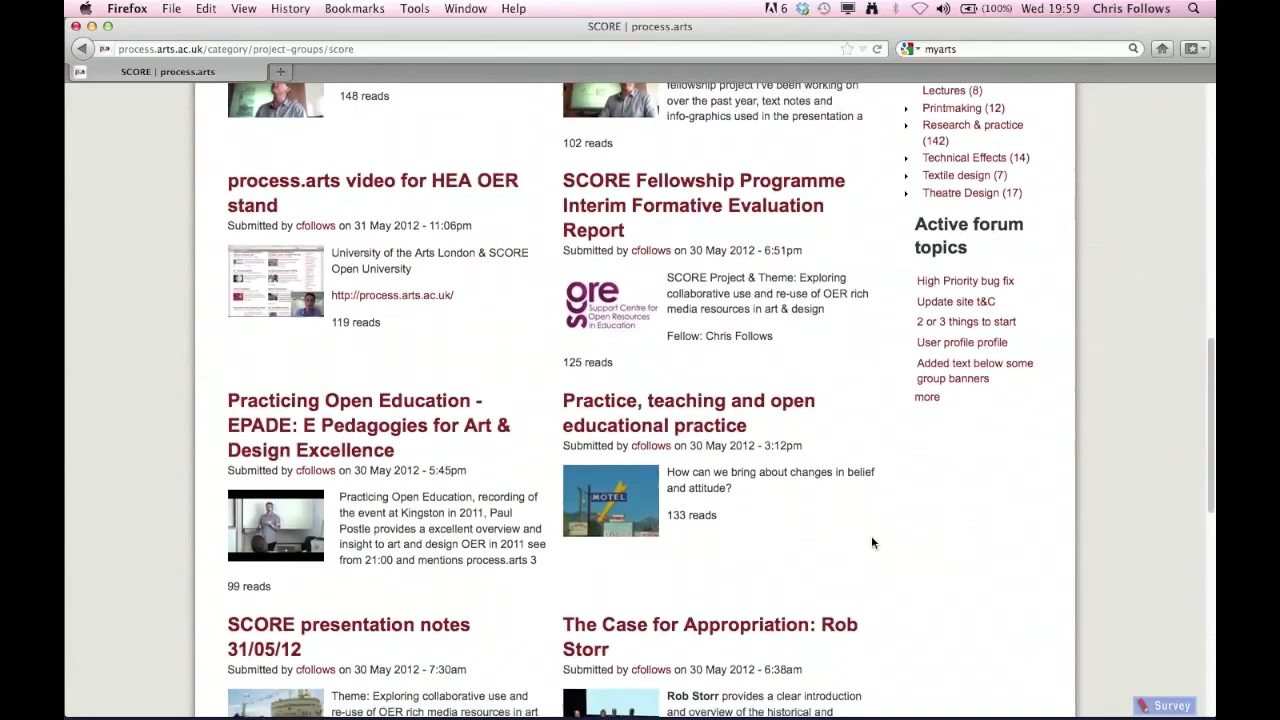 Firefox File Edit View History Bookmarks Tools Window Help 6 (100%) Wed 19:59 Chris Follows
SCORE | process.arts
p:a process.arts.ac.uk/category/project-groups/score myarts
p:a SCORE | process.arts
148 reads
fellowship project I've been working on
over the past year, text notes and
info-graphics used in the presentation a
102 reads
process.arts video for HEA OER
stand
Submitted by cfollows on 31 May 2012 - 11:06pm
University of the Arts London & SCORE
Open University
http://process.arts.ac.uk/
119 reads
SCORE Fellowship Programme
Interim Formative Evaluation
Report
Submitted by cfollows on 30 May 2012 - 6:51pm
score
Support Centre for
Open Resources
in Education
SCORE Project & Theme: Exploring
collaborative use and re-use of OER rich
media resources in art & design
Fellow: Chris Follows
125 reads
Practicing Open Education -
EPADE: E Pedagogies for Art &
Design Excellence
Submitted by cfollows on 30 May 2012 - 5:45pm
Practicing Open Education, recording of
the event at Kingston in 2011, Paul
Postle provides a excellent overview and
insight to art and design OER in 2011 see
from 21:00 and mentions process.arts 3
99 reads
Practice, teaching and open
educational practice
Submitted by cfollows on 30 May 2012 - 3:12pm
MOTEL
How can we bring about changes in belief
and attitude?
133 reads
SCORE presentation notes
31/05/12
Submitted by cfollows on 30 May 2012 - 7:30am
Theme: Exploring collaborative use and
re-use of OER rich media resources in art
The Case for Appropriation: Rob
Storr
Submitted by cfollows on 30 May 2012 - 6:38am
Rob Storr provides a clear introduction
and overview of the historical and
Lectures (8)
Printmaking (12)
Research & practice
(142)
Technical Effects (14)
Textile design (7)
Theatre Design (17)
Active forum
topics
High Priority bug fix
Update site t&C
2 or 3 things to start
User profile profile
Added text below some
group banners
more
Survey